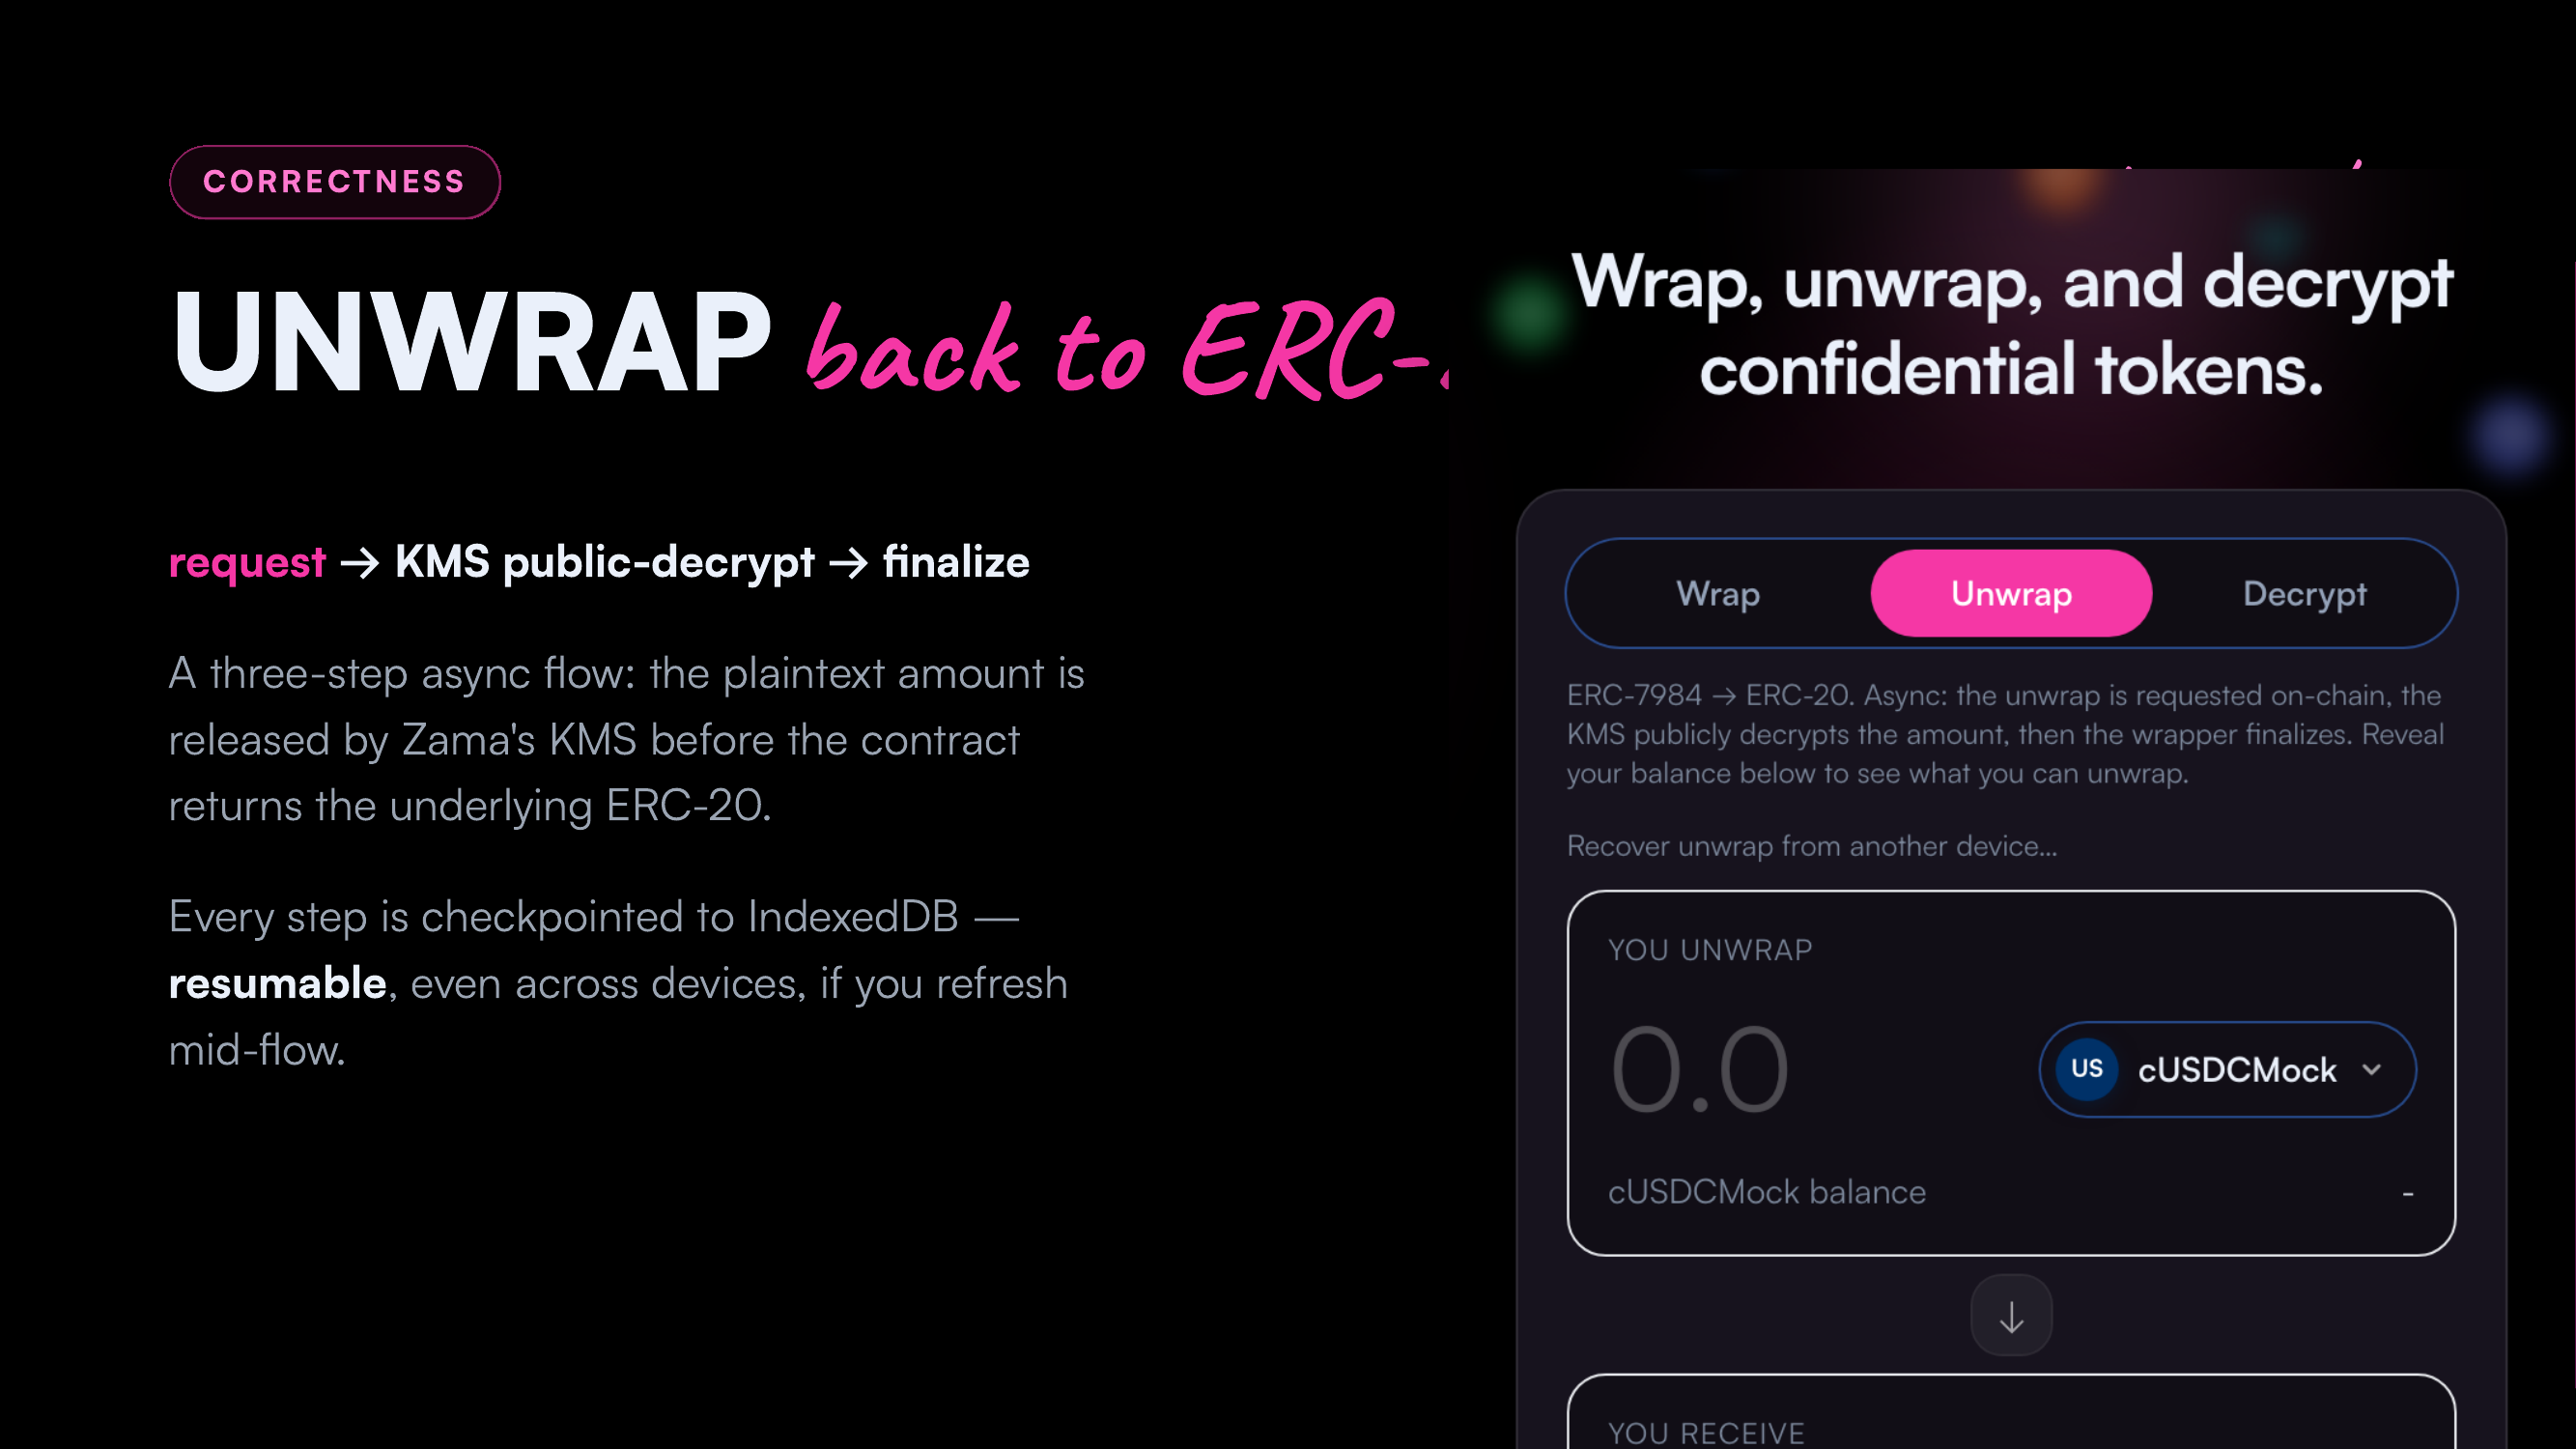 CORRECTNESS
UNWRAP back to ERC-
request → KMS public-decrypt → finalize
A three-step async flow: the plaintext amount is
released by Zama's KMS before the contract
returns the underlying ERC-20.
Every step is checkpointed to IndexedDB —
resumable, even across devices, if you refresh
mid-flow.
Wrap, unwrap, and decrypt
confidential tokens.
Wrap Unwrap Decrypt
ERC-7984 → ERC-20. Async: the unwrap is requested on-chain, the
KMS publicly decrypts the amount, then the wrapper finalizes. Reveal
your balance below to see what you can unwrap.
Recover unwrap from another device...
YOU UNWRAP
0.0 US cUSDCMock
cUSDCMock balance -
YOU RECEIVE